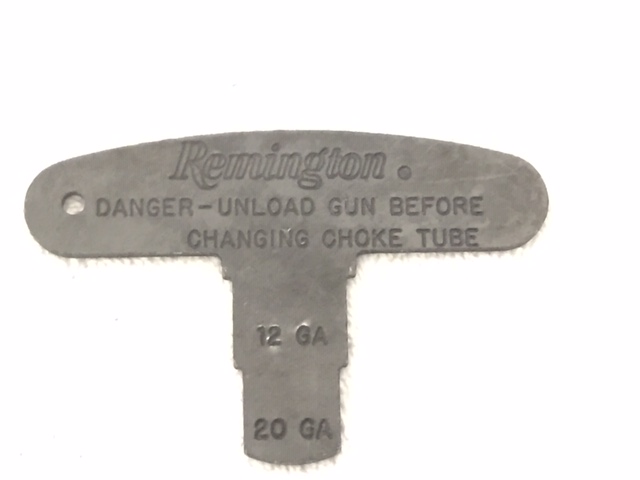 Remington®
DANGER-UNLOAD GUN BEFORE
CHANGING CHOKE TUBE
12 GA
20 GA